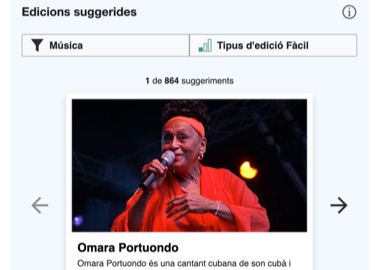 Edicions suggerides
Música
Tipus d'edició Fàcil
1 de 864 suggeriments
Omara Portuondo
Omara Portuondo és una cantant cubana de son cubà i